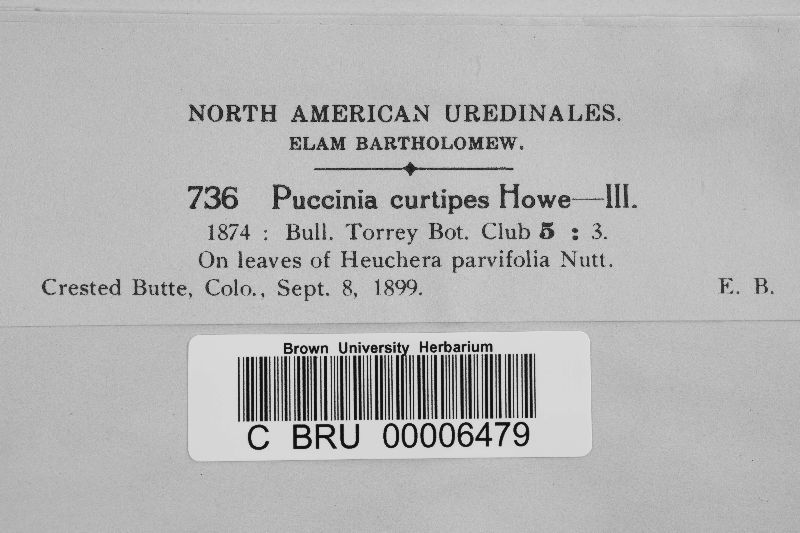 NORTH AMERICAN UREDINALES.
ELAM BARTHOLOMEW.
736 Puccinia curtipes Howe—III.
1874 : Bull. Torrey Bot. Club 5 : 3.
On leaves of Heuchera parvifolia Nutt.
Crested Butte, Colo., Sept. 8, 1899. E. B.
Brown University Herbarium
C BRU 00006479